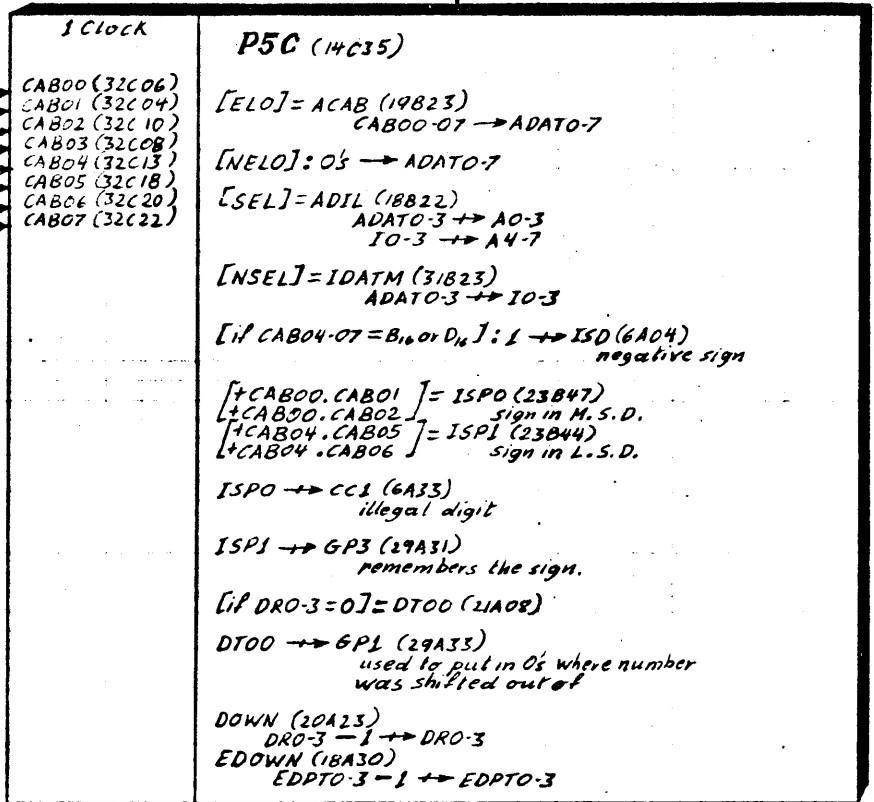 1 Clock
CAB00 (32C06)
CAB01 (32C04)
CAB02 (32C10)
CAB03 (32C08)
CAB04 (32C13)
CAB05 (32C18)
CAB06 (32C20)
CAB07 (32C22)
P5C (14C35)
[ELO]= ACAB (19B23)
CAB00-07 → ADAT0-7
[NELO]: 0's → ADAT0-7
[SEL]= ADIL (18B22)
ADAT0-3 ↛ A0-3
I0-3 ↛ A4-7
[NSEL]= IDATM (31B23)
ADAT0-3 ↛ I0-3
[if CAB04-07 = B₁₆ or D₁₆]: 1 ↛ ISD (6A04)
negative sign
[+CAB00.CAB01 ]= ISP0 (23B47)
[+CAB00.CAB02 ] sign in M.S.D.
[+CAB04.CAB05 ]= ISP1 (23B44)
[+CAB04.CAB06 ] sign in L.S.D.
ISP0 ↛ CC1 (6A33)
illegal digit
ISP1 ↛ GP3 (29A31)
remembers the sign.
[if DR0-3 = 0]= DT00 (21A08)
DT00 ↛ GP1 (29A33)
used to put in 0's where number
was shifted out of
DOWN (20A23)
DR0-3 - 1 ↛ DR0-3
EDOWN (18A30)
EDPT0-3 - 1 ↛ EDPT0-3